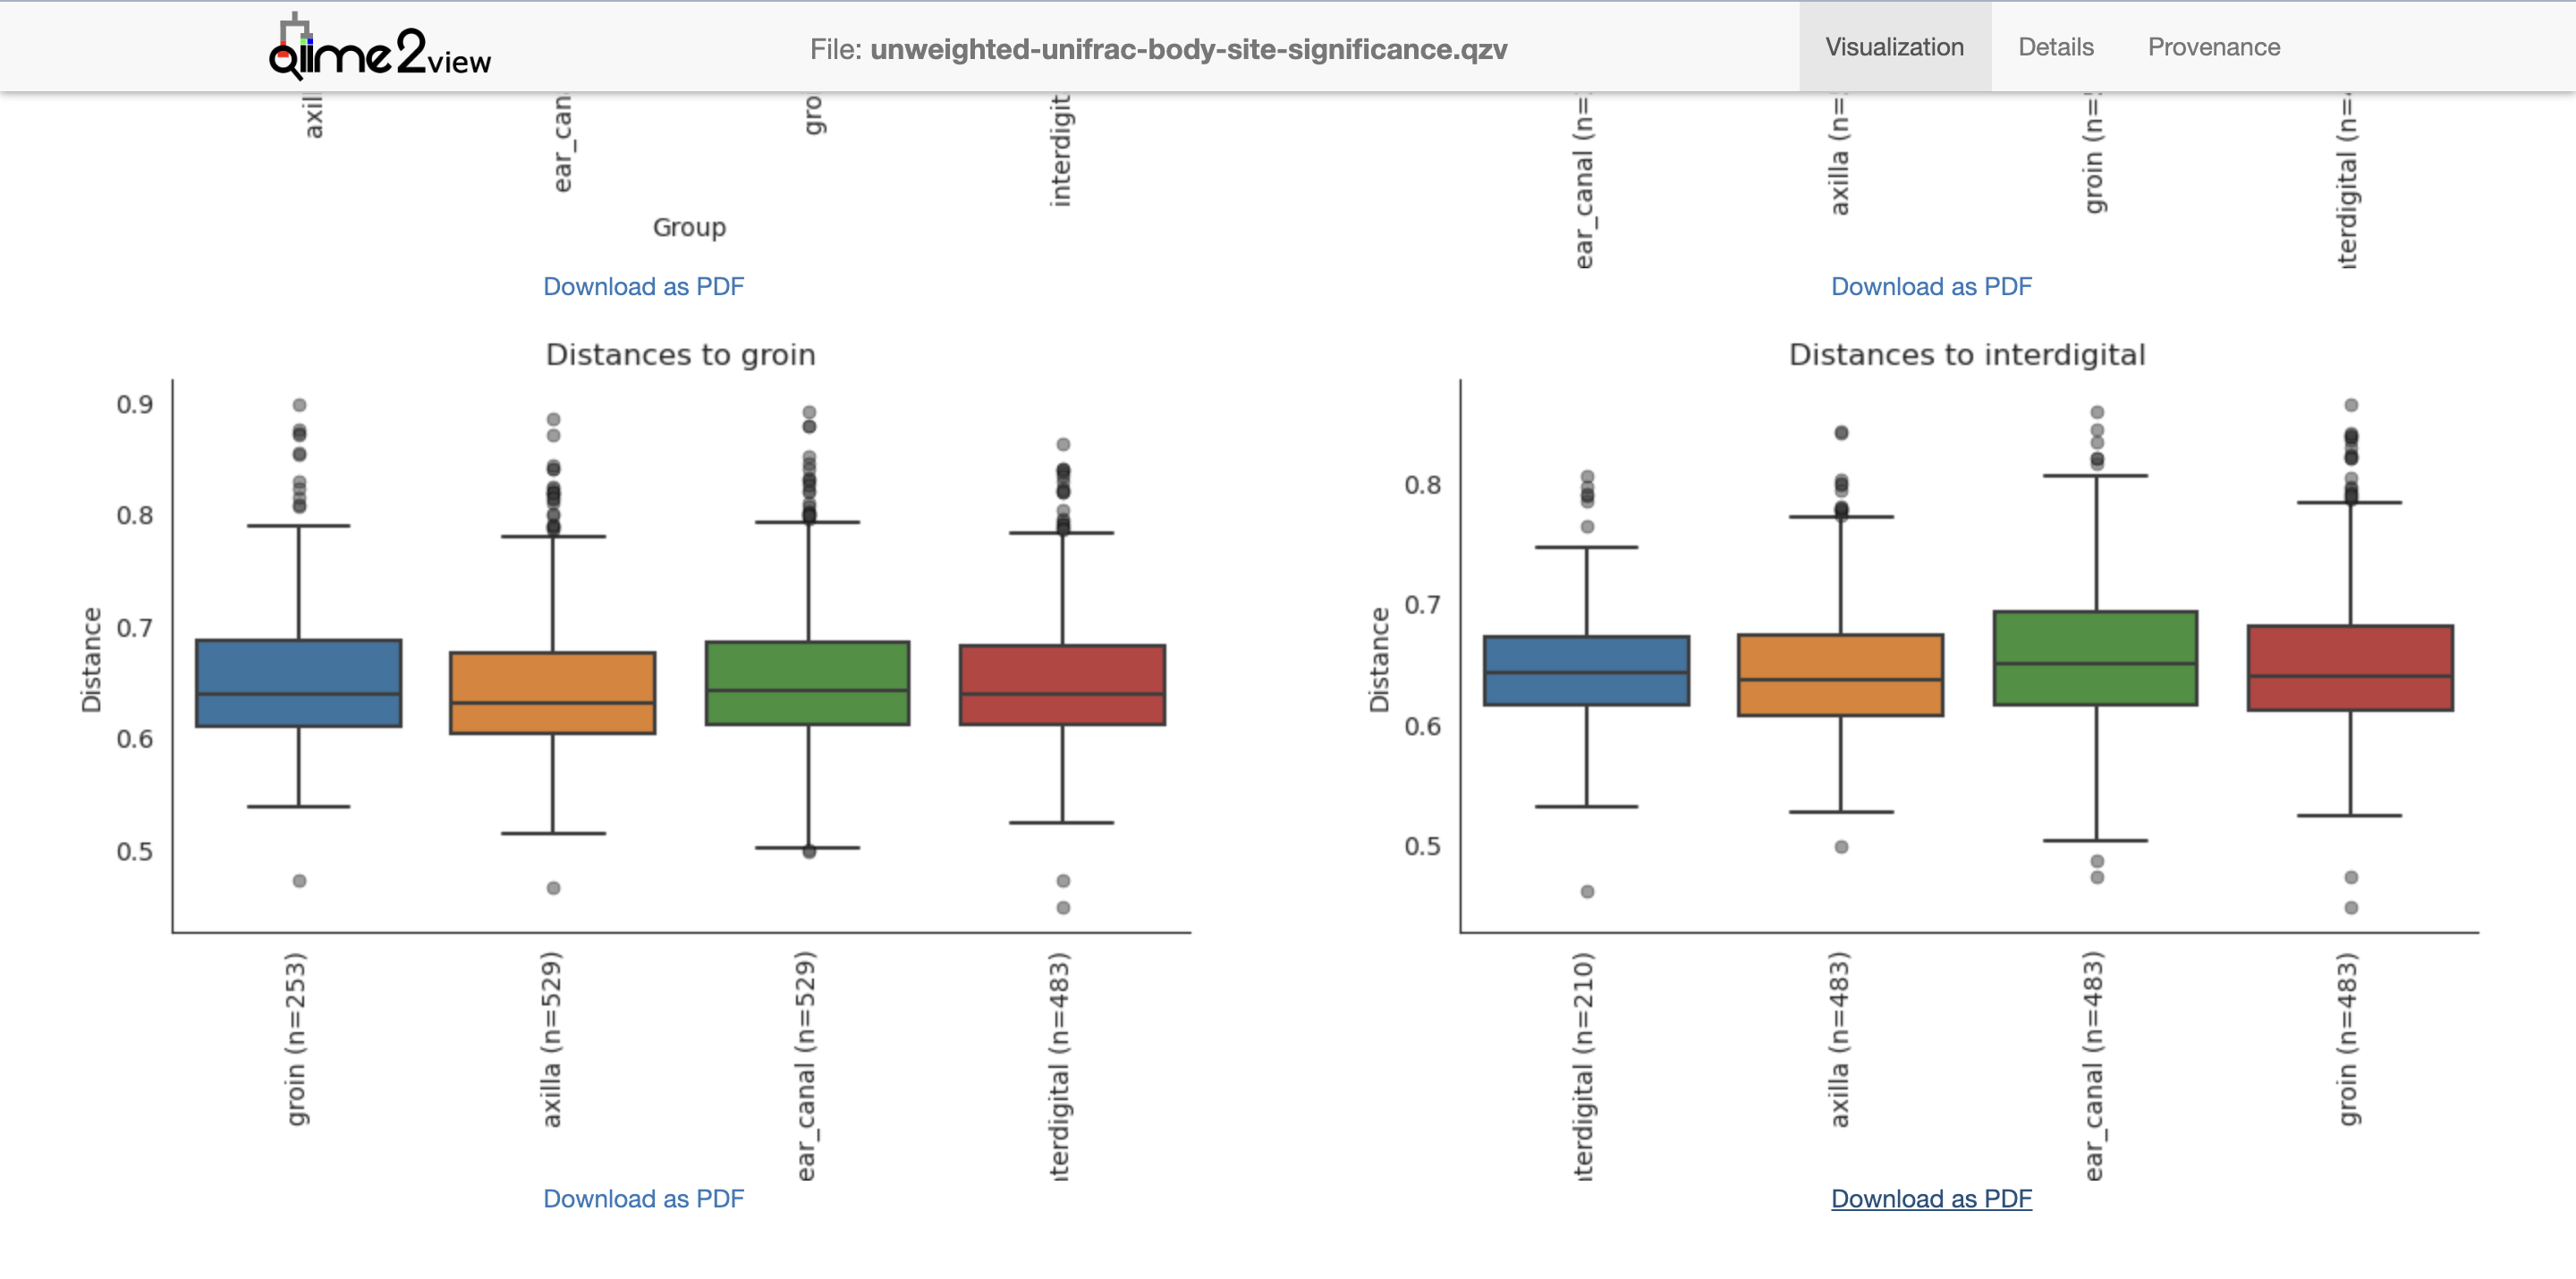 qiime2view
File: unweighted-unifrac-body-site-significance.qzv
Visualization
Details
Provenance
axil
ear_can
gro
interdigit
Group
Download as PDF
ear_canal (n=
axilla (n=
groin (n=
terdigital (n=
Download as PDF
Distances to groin
Distance
0.9
0.8
0.7
0.6
0.5
groin (n=253)
axilla (n=529)
ear_canal (n=529)
terdigital (n=483)
Download as PDF
Distances to interdigital
Distance
0.8
0.7
0.6
0.5
terdigital (n=210)
axilla (n=483)
ear_canal (n=483)
groin (n=483)
Download as PDF